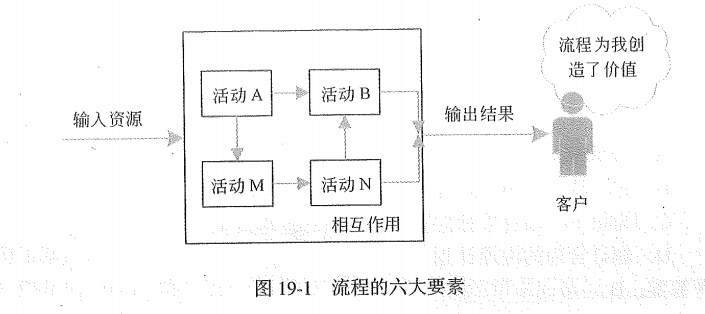 流程为我创
造了价值
活动 A
活动 B
输入资源
输出结果
活动 M
活动 N
客户
相互作用
图 19-1 流程的六大要素